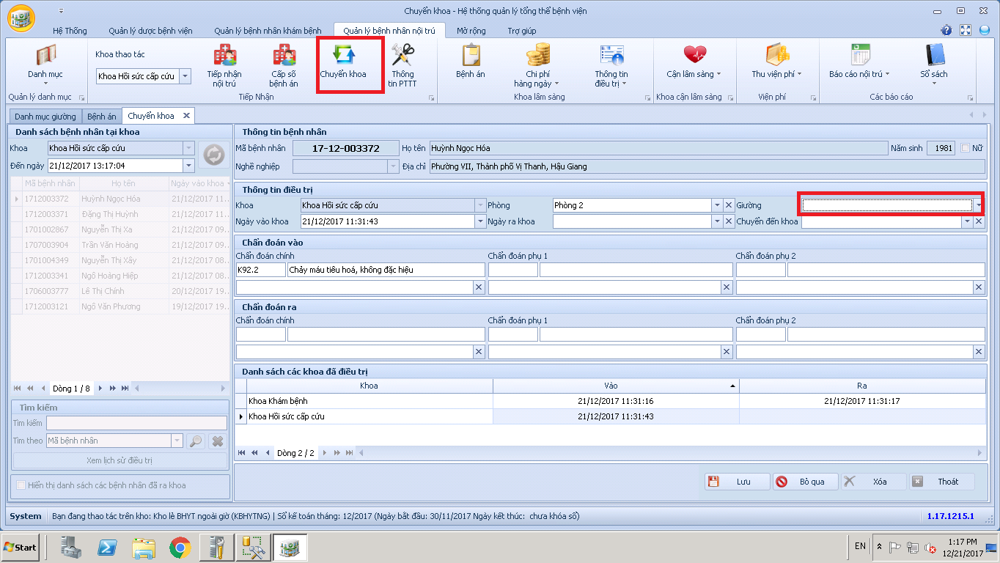 Chuyển khoa - Hệ thống quản lý tổng thể bệnh viện
Hệ Thống Quản lý dược bệnh viện Quản lý bệnh nhân khám bệnh Quản lý bệnh nhân nội trú Mở rộng Trợ giúp
Danh mục
Quản lý danh mục
Khoa thao tác
Khoa Hồi sức cấp cứu
Tiếp nhận
nội trú
Cấp số
bệnh án
Chuyển khoa
Thông
tin PTTT
Tiếp Nhận
Bệnh án
Chi phí
hàng ngày
Thông tin
điều trị
Khoa lâm sàng
Cận lâm sàng
Khoa cận lâm sàng
Thu viện phí
Viện phí
Báo cáo nội trú
Sổ sách
Các báo cáo
Danh mục giường Bệnh án Chuyển khoa
Danh sách bệnh nhân tại khoa
Khoa Khoa Hồi sức cấp cứu
Đến ngày 21/12/2017 13:17:04
Mã bệnh nhân Họ tên Ngày vào khoa
1712003372 Huỳnh Ngọc Hóa 21/12/2017 11...
1712003371 Đặng Thị Huỳnh 21/12/2017 11...
1701002867 Nguyễn Thị Xa 21/12/2017 09...
1707003904 Trần Văn Hoàng 21/12/2017 09...
1701004349 Nguyễn Thị Xây 21/12/2017 08...
1712003341 Ngô Hoàng Hiệp 21/12/2017 08...
1706003777 Lê Thị Chính 20/12/2017 19...
1712003121 Ngô Văn Phương 19/12/2017 19...
Dòng 1 / 8
Tìm kiếm
Tìm kiếm
Tìm theo Mã bệnh nhân
Xem lịch sử điều trị
Hiển thị danh sách các bệnh nhân đã ra khoa
Thông tin bệnh nhân
Mã bệnh nhân 17-12-003372 Họ tên Huỳnh Ngọc Hóa Năm sinh 1981 Nữ
Nghề nghiệp Địa chỉ Phường VII, Thành phố Vị Thanh, Hậu Giang
Thông tin điều trị
Khoa Khoa Hồi sức cấp cứu Phòng Phòng 2 Giường
Ngày vào khoa 21/12/2017 11:31:43 Ngày ra khoa Chuyển đến khoa
Chẩn đoán vào
Chẩn đoán chính Chẩn đoán phụ 1 Chẩn đoán phụ 2
K92.2 Chảy máu tiêu hoá, không đặc hiệu
Chẩn đoán ra
Chẩn đoán chính Chẩn đoán phụ 1 Chẩn đoán phụ 2
Danh sách các khoa đã điều trị
Khoa Vào Ra
Khoa Khám bệnh 21/12/2017 11:31:16 21/12/2017 11:31:17
Khoa Hồi sức cấp cứu 21/12/2017 11:31:43
Dòng 2 / 2
Lưu Bỏ qua Xóa Thoát
System Bạn đang thao tác trên kho: Kho lẻ BHYT ngoài giờ (KBHYTNG) | Sổ kế toán tháng: 12/2017 (Ngày bắt đầu: 30/11/2017 Ngày kết thúc: chưa khóa sổ) 1.17.1215.1
Start EN 1:17 PM
12/21/2017